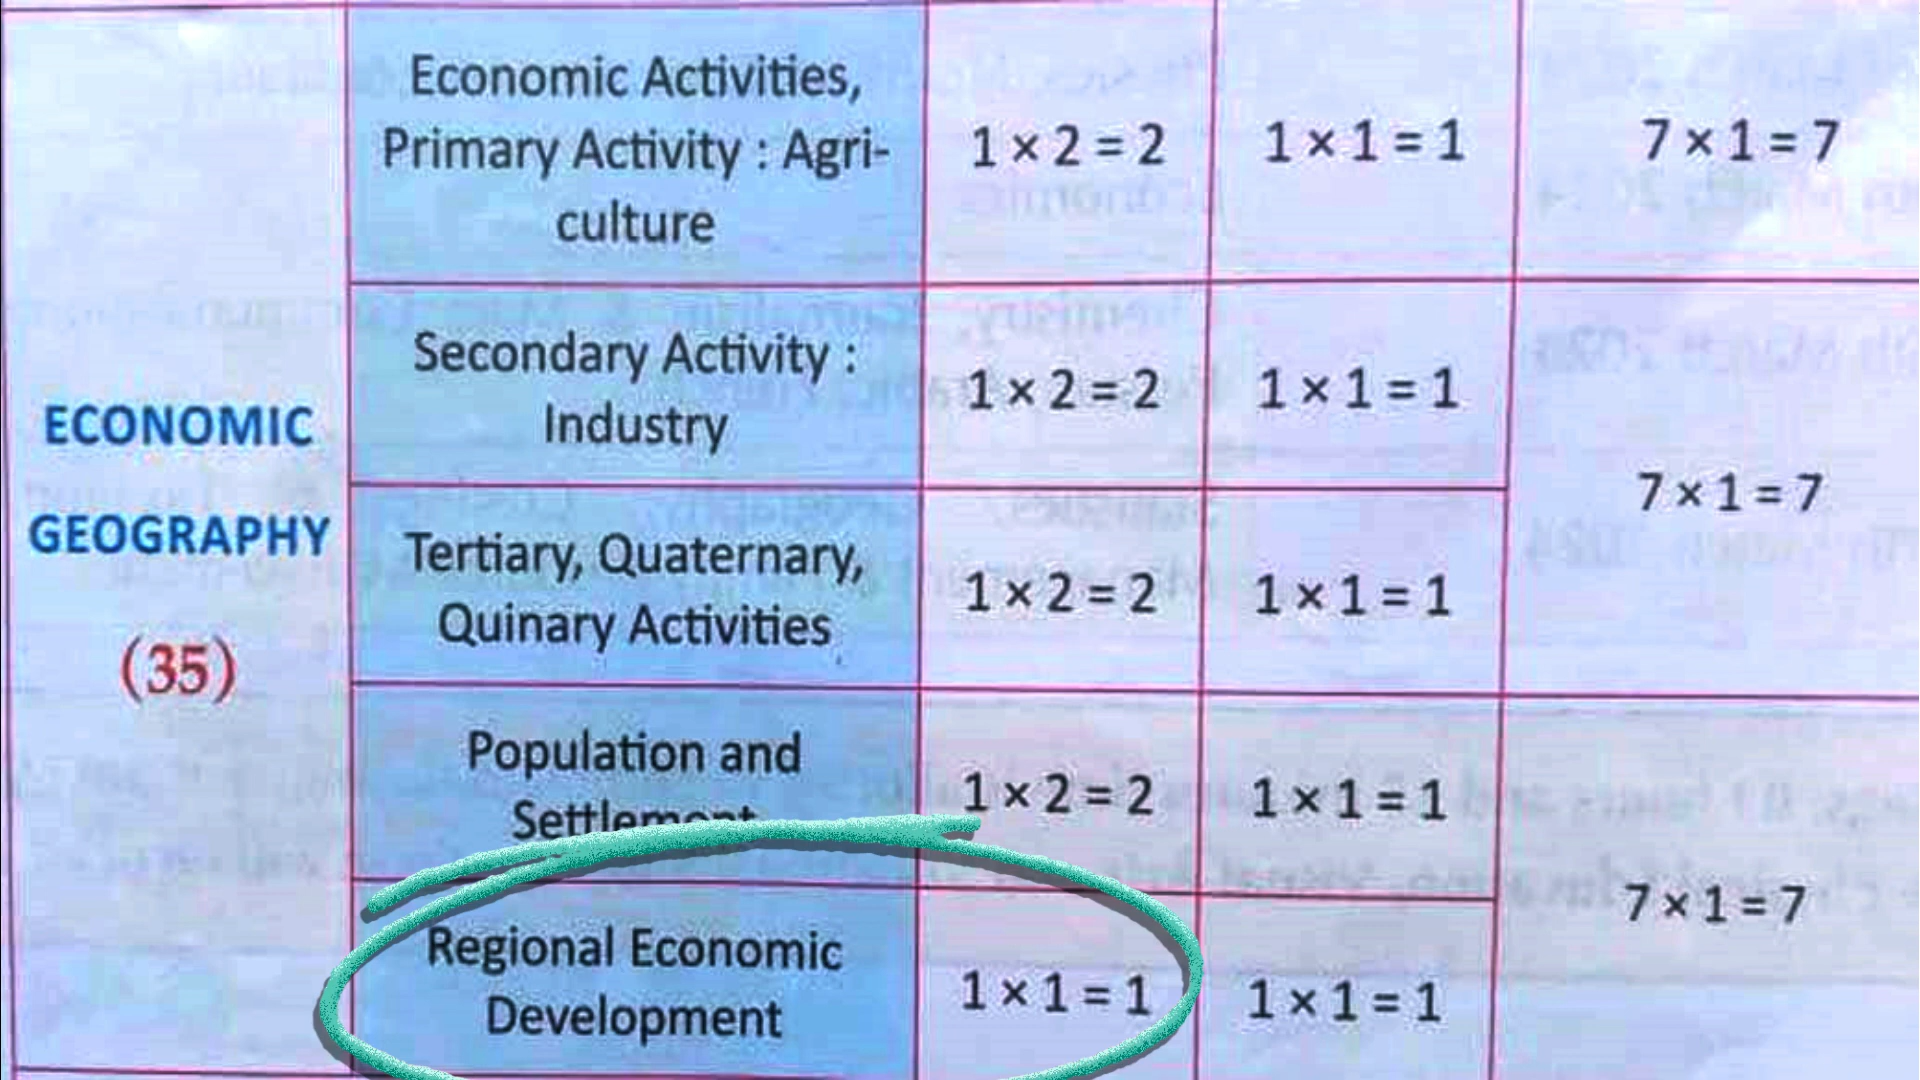 ECONOMIC
GEOGRAPHY
(35)
Economic Activities,
Primary Activity : Agri-
culture
1 × 2 = 2
1 × 1 = 1
7 × 1 = 7
Secondary Activity :
Industry
1 × 2 = 2
1 × 1 = 1
7 × 1 = 7
Tertiary, Quaternary,
Quinary Activities
1 × 2 = 2
1 × 1 = 1
Population and
Settlement
1 × 2 = 2
1 × 1 = 1
7 × 1 = 7
Regional Economic
Development
1 × 1 = 1
1 × 1 = 1